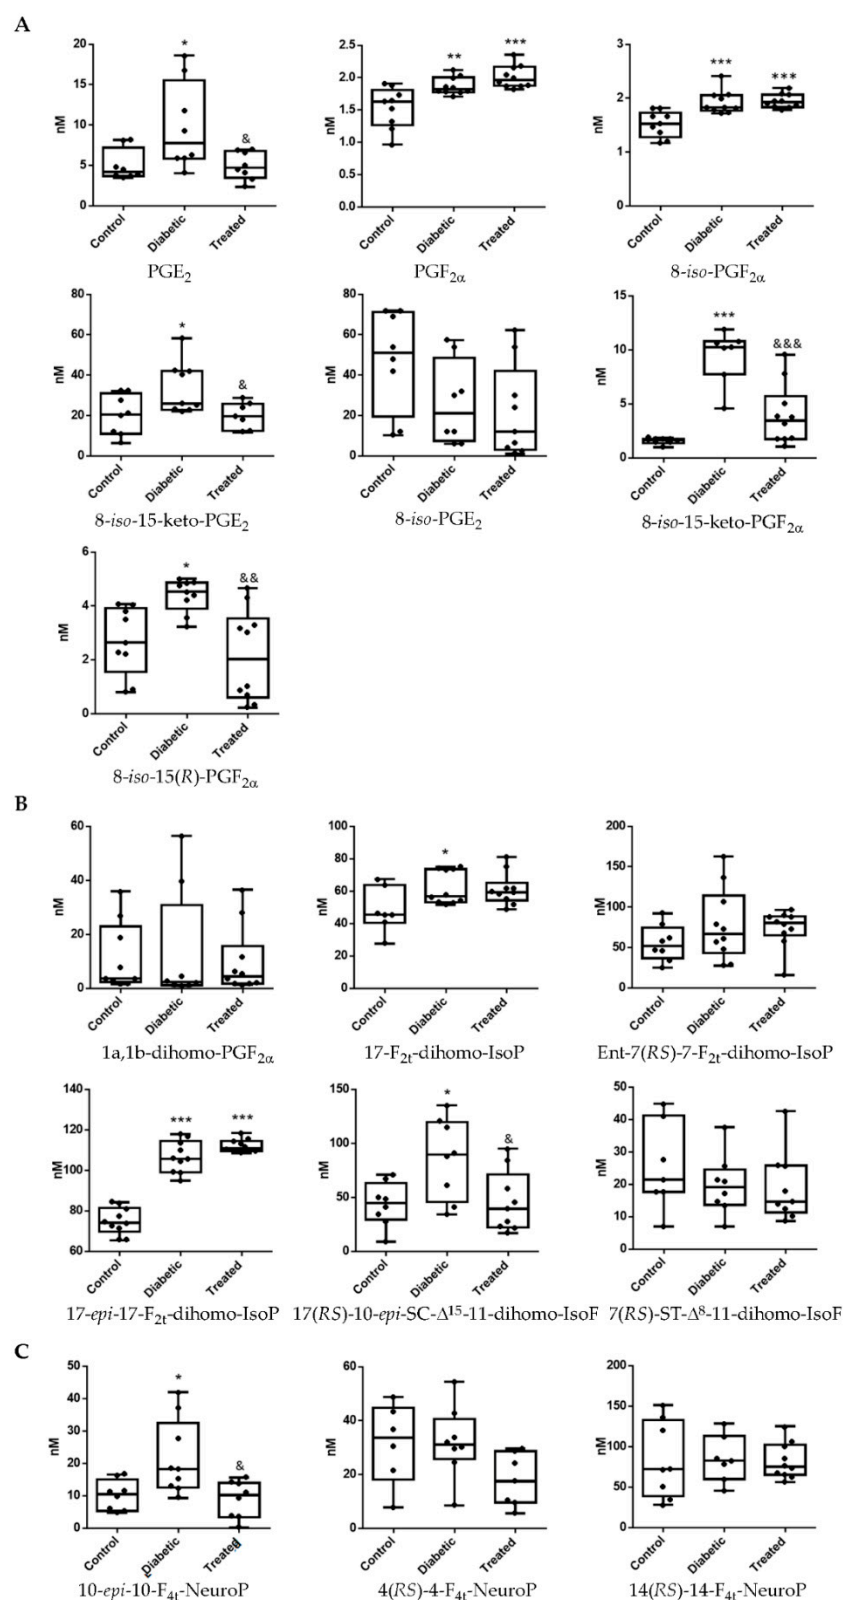 A
*
&
20
15
10
5
0
nM
Control
Diabetic
Treated
PGE₂
**
***
2.5
2.0
1.5
1.0
0.5
0.0
nM
Control
Diabetic
Treated
PGF₂α
***
***
3
2
1
0
nM
Control
Diabetic
Treated
8-iso-PGF₂α
*
&
80
60
40
20
0
nM
Control
Diabetic
Treated
8-iso-15-keto-PGE₂
80
60
40
20
0
nM
Control
Diabetic
Treated
8-iso-PGE₂
***
&&&
15
10
5
0
nM
Control
Diabetic
Treated
8-iso-15-keto-PGF₂α
*
&&
6
4
2
0
nM
Control
Diabetic
Treated
8-iso-15(R)-PGF₂α
B
60
40
20
0
nM
Control
Diabetic
Treated
1a,1b-dihomo-PGF₂α
*
100
80
60
40
20
0
nM
Control
Diabetic
Treated
17-F₂t-dihomo-IsoP
200
150
100
50
0
nM
Control
Diabetic
Treated
Ent-7(RS)-7-F₂t-dihomo-IsoP
***
***
140
120
100
80
60
nM
Control
Diabetic
Treated
17-epi-17-F₂t-dihomo-IsoP
*
&
150
100
50
0
nM
Control
Diabetic
Treated
17(RS)-10-epi-SC-Δ¹⁵-11-dihomo-IsoF
50
40
30
20
10
0
nM
Control
Diabetic
Treated
7(RS)-ST-Δ⁸-11-dihomo-IsoF
C
*
&
50
40
30
20
10
0
nM
Control
Diabetic
Treated
10-epi-10-F₄t-NeuroP
60
40
20
0
nM
Control
Diabetic
Treated
4(RS)-4-F₄t-NeuroP
200
150
100
50
0
nM
Control
Diabetic
Treated
14(RS)-14-F₄t-NeuroP